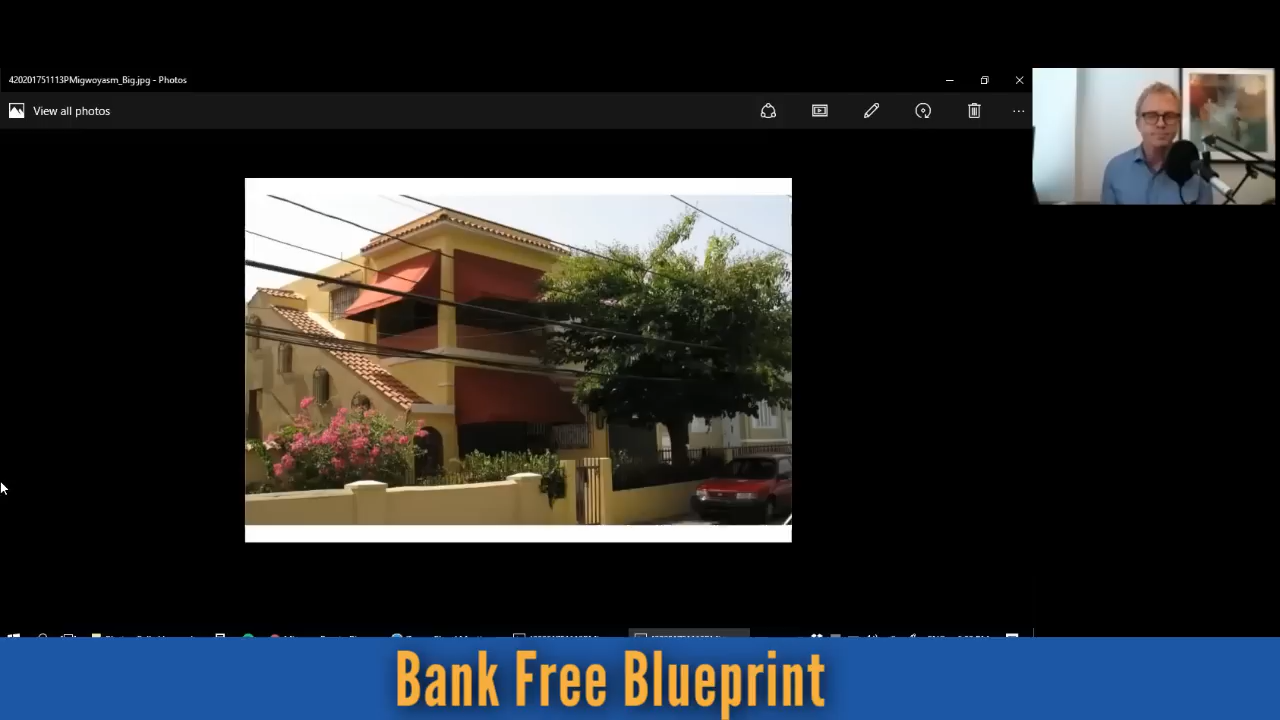 420201751113PMigwoyasm_Big.jpg - Photos
View all photos
Bank Free Blueprint